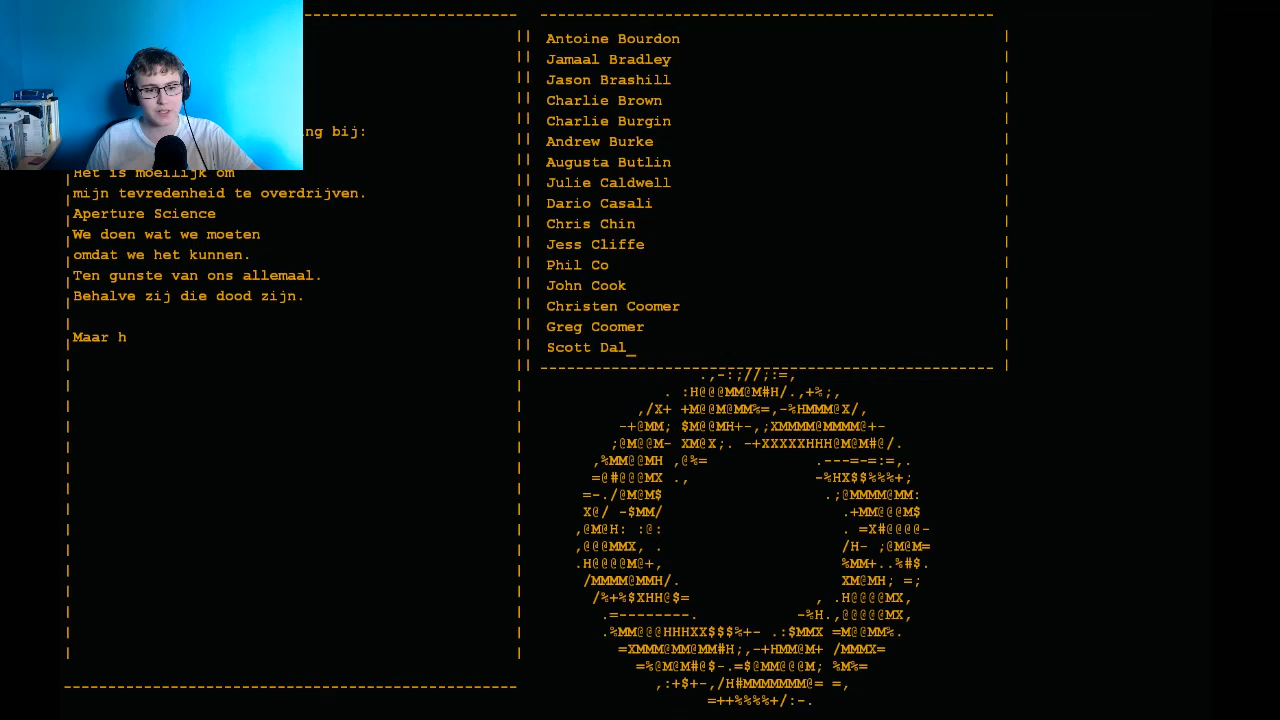 ng bij:
Het is moeilijk om
mijn tevredenheid te overdrijven.
Aperture Science
We doen wat we moeten
omdat we het kunnen.
Ten gunste van ons allemaal.
Behalve zij die dood zijn.
Maar h
Antoine Bourdon
Jamaal Bradley
Jason Brashill
Charlie Brown
Charlie Burgin
Andrew Burke
Augusta Butlin
Julie Caldwell
Dario Casali
Chris Chin
Jess Cliffe
Phil Co
John Cook
Christen Coomer
Greg Coomer
Scott Dal_